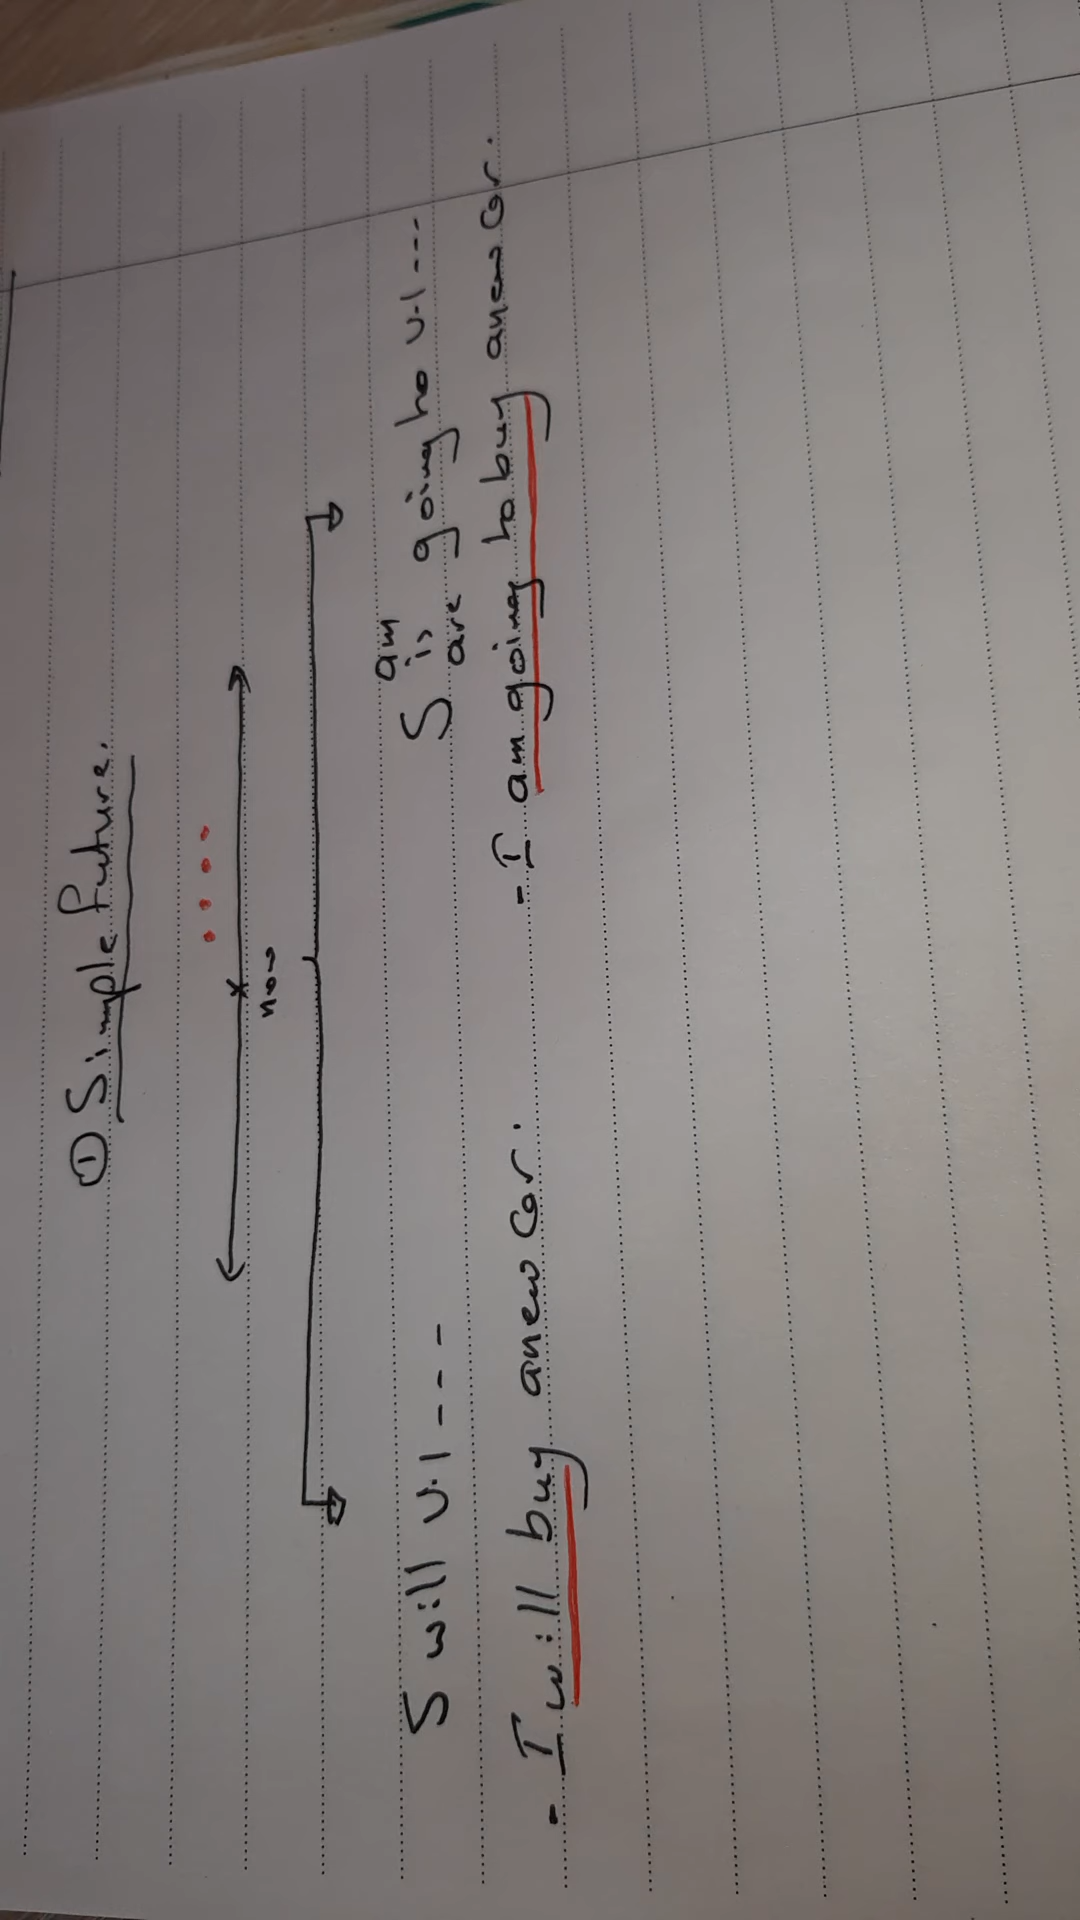 ① Simple future.
now
S will v.1 ---
S am is are going to v.1 ---
- I will buy a new car.
- I am going to buy a new car.